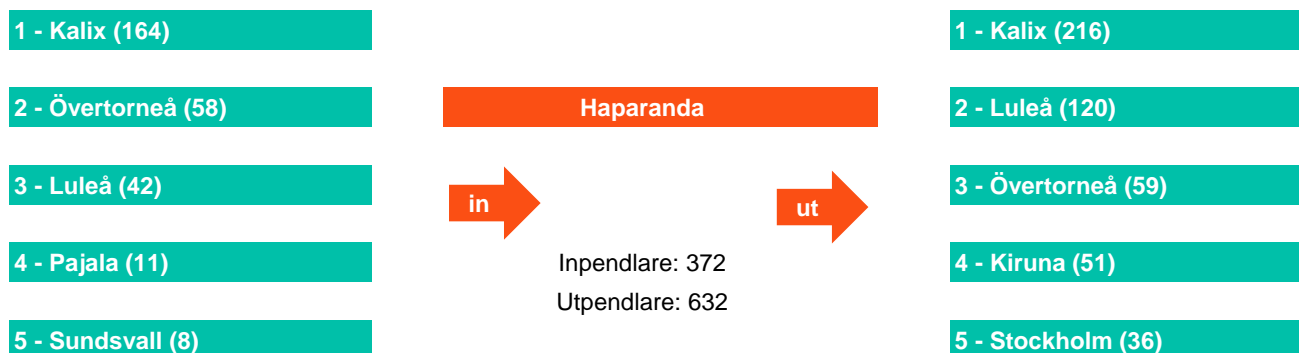 1 - Kalix (164)
2 - Övertorneå (58)
3 - Luleå (42)
4 - Pajala (11)
5 - Sundsvall (8)
Haparanda
in
ut
Inpendlare: 372
Utpendlare: 632
1 - Kalix (216)
2 - Luleå (120)
3 - Övertorneå (59)
4 - Kiruna (51)
5 - Stockholm (36)